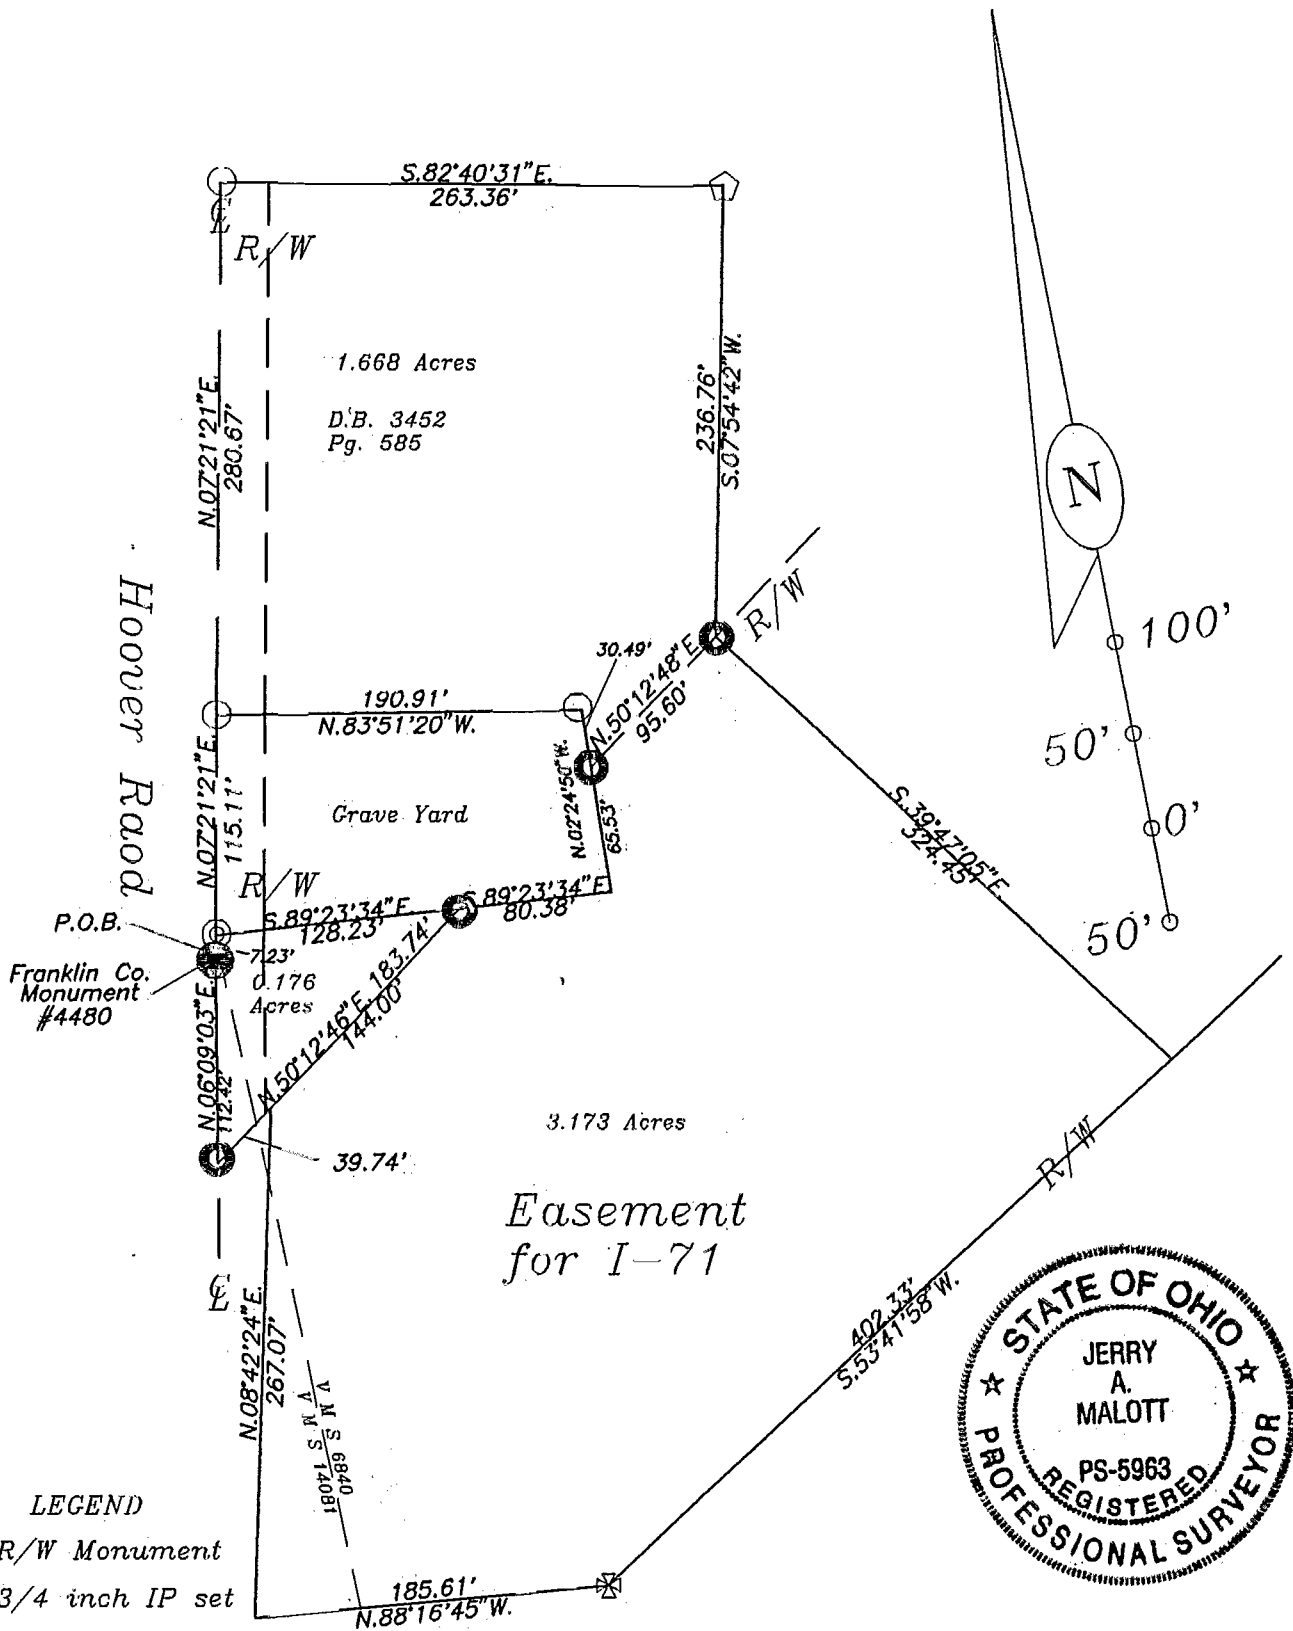 S.82°40'31"E.
263.36'
℄
R/W
1.668 Acres
D.B. 3452
Pg. 585
N.07°21'21"E.
280.67'
236.76'
S.07°54'42"W.
N
100'
50'
0'
50'
Hoover Raod
R/W
30.49'
N.50°12'48"E.
95.60'
190.91'
N.83°51'20"W.
N.07°21'21"E.
115.11'
Grave Yard
N.02°24'50"W.
65.53'
S.39°47'05"E.
324.45'
R/W
S.89°23'34"E.
128.23'
S.89°23'34"E.
80.38'
P.O.B.
7.23'
Franklin Co.
Monument
#4480
0.176
Acres
N.06°09'03"E.
112.42'
N.50°12'46"E. 183.74'
144.00'
39.74'
3.173 Acres
R/W
Easement
for I-71
℄
N.08°42'24"E.
267.07'
V M S 6840
V M S 14081
402.33'
S.53°41'58"W.
185.61'
N.88°16'45"W.
LEGEND
R/W Monument
3/4 inch IP set
STATE OF OHIO
JERRY
A.
MALOTT
PS-5963
REGISTERED
PROFESSIONAL SURVEYOR